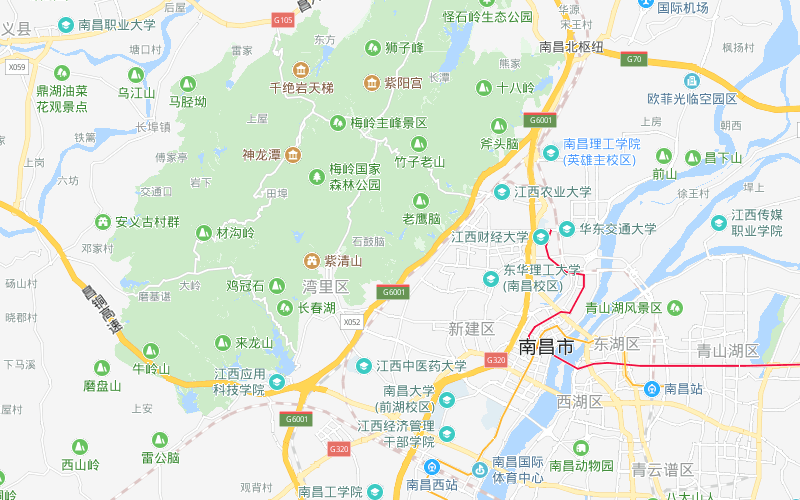 后屋
义县
南昌职业大学
X059
塘口村
鼎湖油菜
花观景点
乌江山
马胫坳
雷家
东方
G105
千绝岩天梯
狮子峰
紫阳宫
长潭
怪石岭生态公园
华源
宋王村
国际机场
南昌北枢纽
枫扬村
G70
熊家
十八岭
欧菲光临空园区
朝西
铁篱
长埠镇
上岗
上屋
傅家亭
六坊
神龙潭
岩下
交通口
田埠
梅岭主峰景区
梅岭国家
森林公园
竹子老山
斧头脑
G6001
南昌理工学院
(英雄主校区)
上房
前山
昌下山
徐王村
埕上
江西农业大学
老鹰脑
石鼓脑
安义古村群
材沟岭
邓家村
江西财经大学
华东交通大学
江西传媒
职业学院
紫清山
湾里区
砀山村
磨基谌
大岭
鸡冠石
长春湖
昌铜高速
晓郡村
G6001
X052
东华理工大学
(南昌校区)
青山湖风景区
新建区
南昌市
东湖区
青山湖区
来龙山
下马溪
牛岭山
磨盘山
江西应用
科技学院
江西中医药大学
G320
南昌大学
(前湖校区)
南昌站
西湖区
屋里
上安
G6001
江西经济管理
干部学院
G320
西山岭
雷公脑
铜岭
观背村
南昌工学院
南昌西站
南昌国际
体育中心
南昌动物园
青云谱区
八大山人